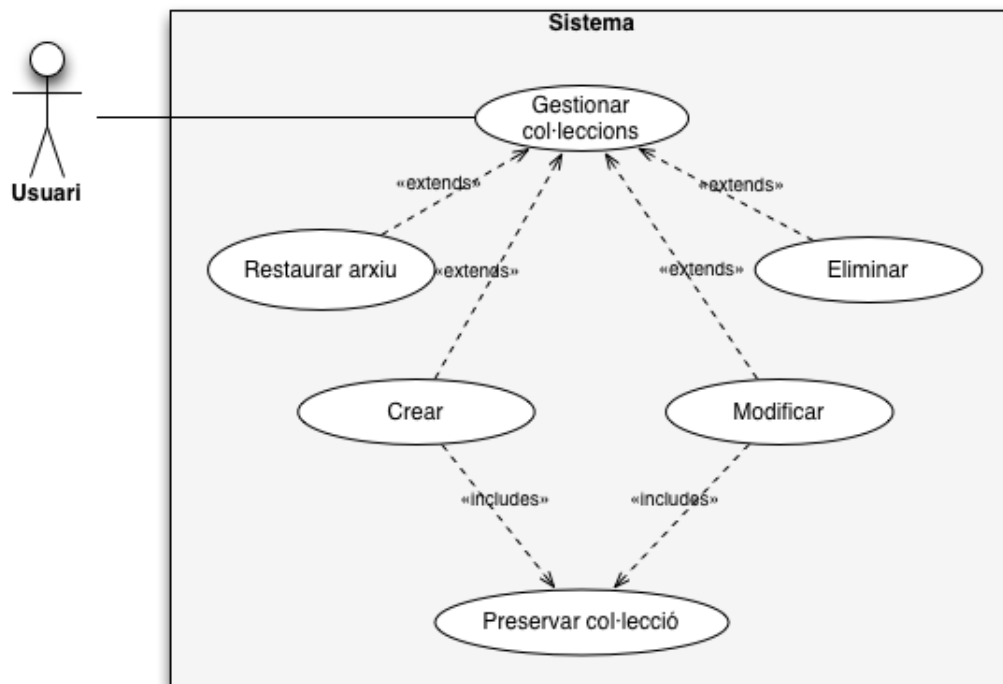 Sistema
Gestionar
col·leccions
Usuari
«extends»
«extends»
Restaurar arxiu
«extends»
«extends»
Eliminar
Crear
Modificar
«includes»
«includes»
Preservar col·lecció